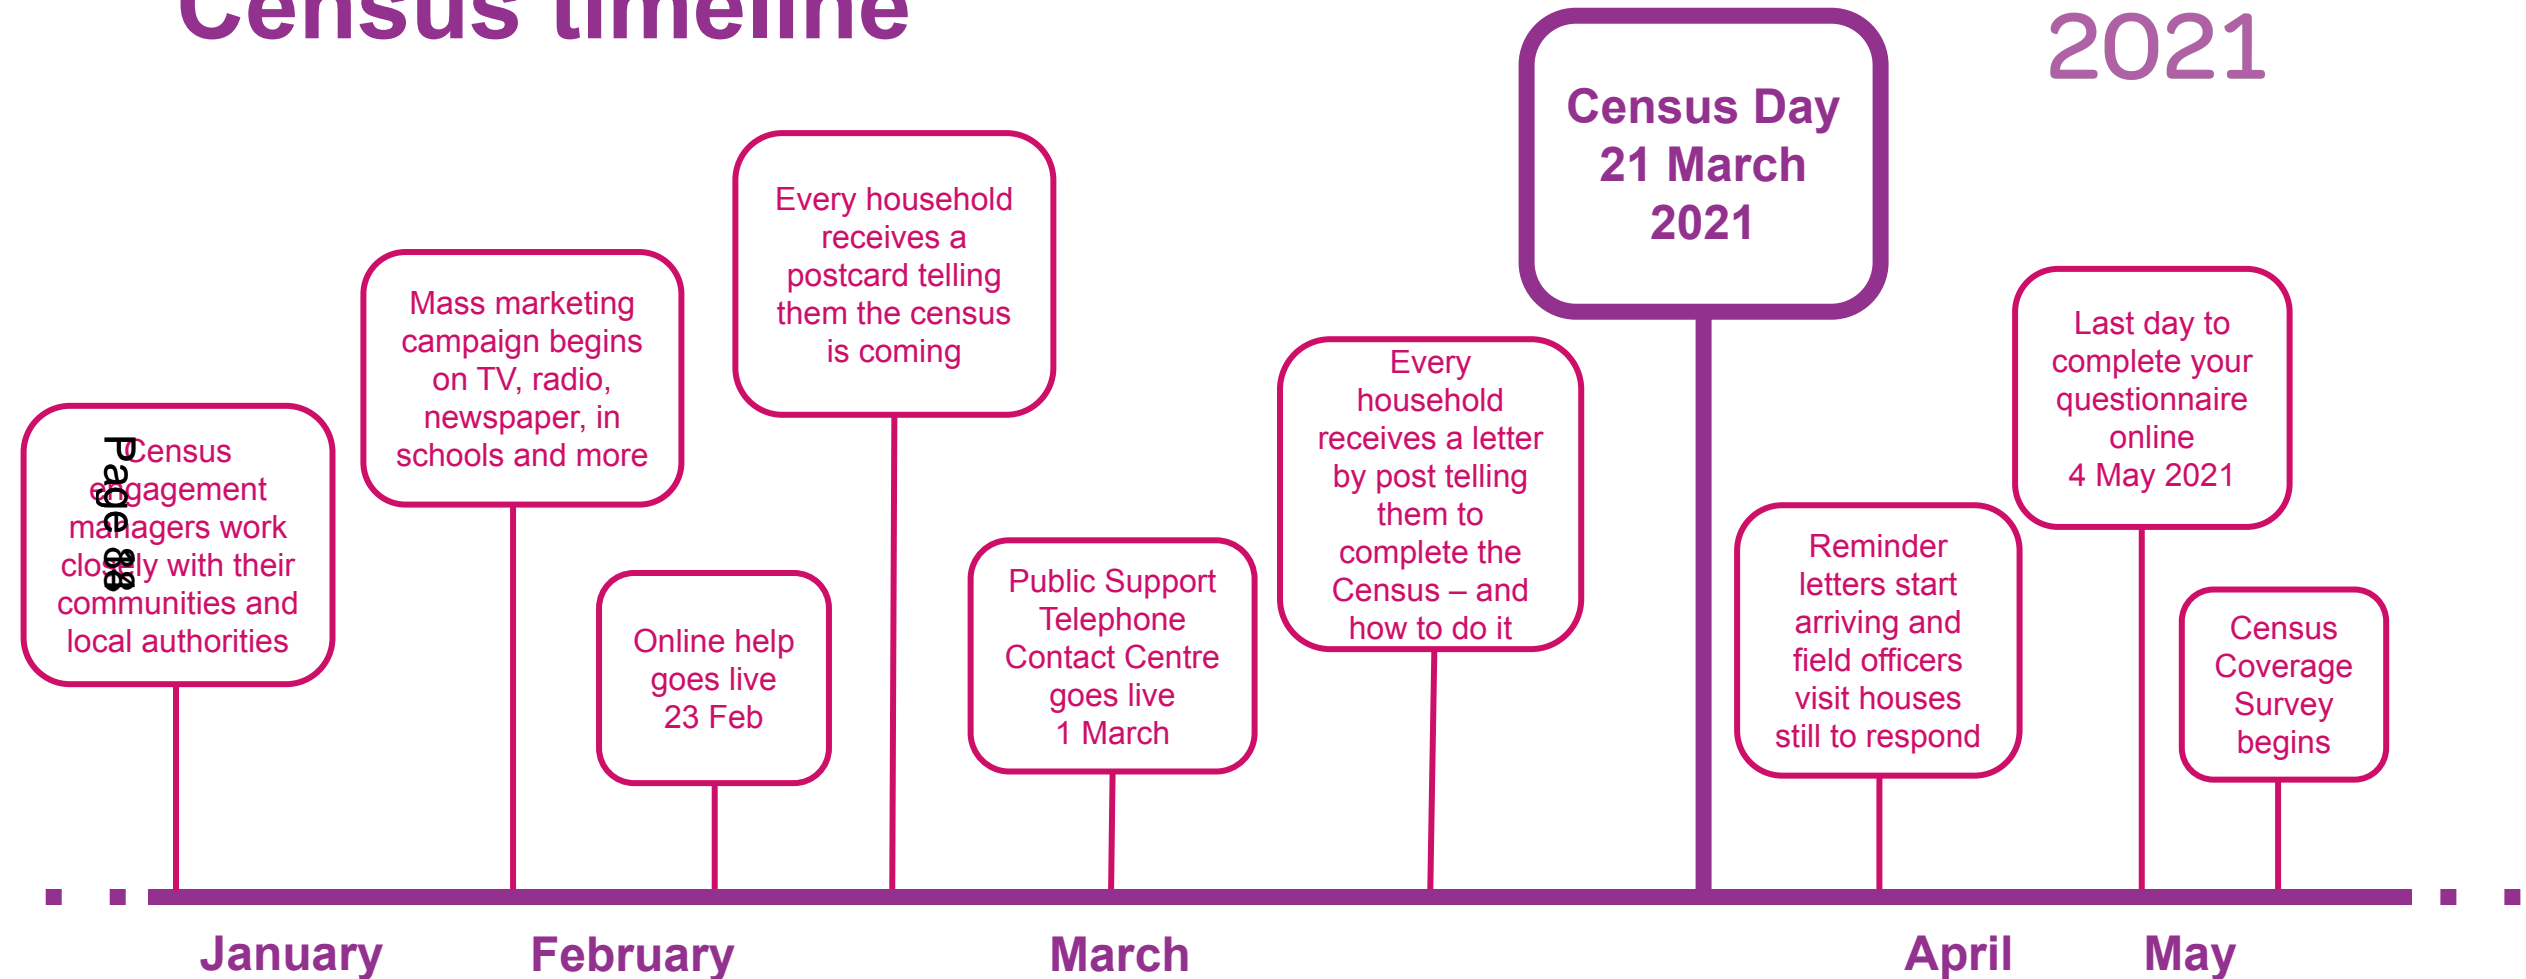 Census timeline
2021
Census
engagement
managers work
closely with their
communities and
local authorities
Page
Mass marketing
campaign begins
on TV, radio,
newspaper, in
schools and more
Online help
goes live
23 Feb
Every household
receives a
postcard telling
them the census
is coming
Public Support
Telephone
Contact Centre
goes live
1 March
Every
household
receives a letter
by post telling
them to
complete the
Census – and
how to do it
Census Day
21 March
2021
Reminder
letters start
arriving and
field officers
visit houses
still to respond
Last day to
complete your
questionnaire
online
4 May 2021
Census
Coverage
Survey
begins
January
February
March
April
May